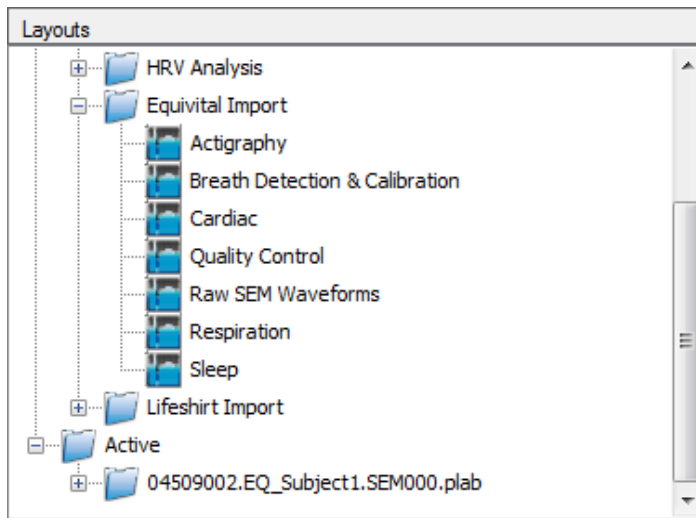 Layouts
HRV Analysis
Equivital Import
Actigraphy
Breath Detection & Calibration
Cardiac
Quality Control
Raw SEM Waveforms
Respiration
Sleep
Lifeshirt Import
Active
04509002.EQ_Subject1.SEM000.plab